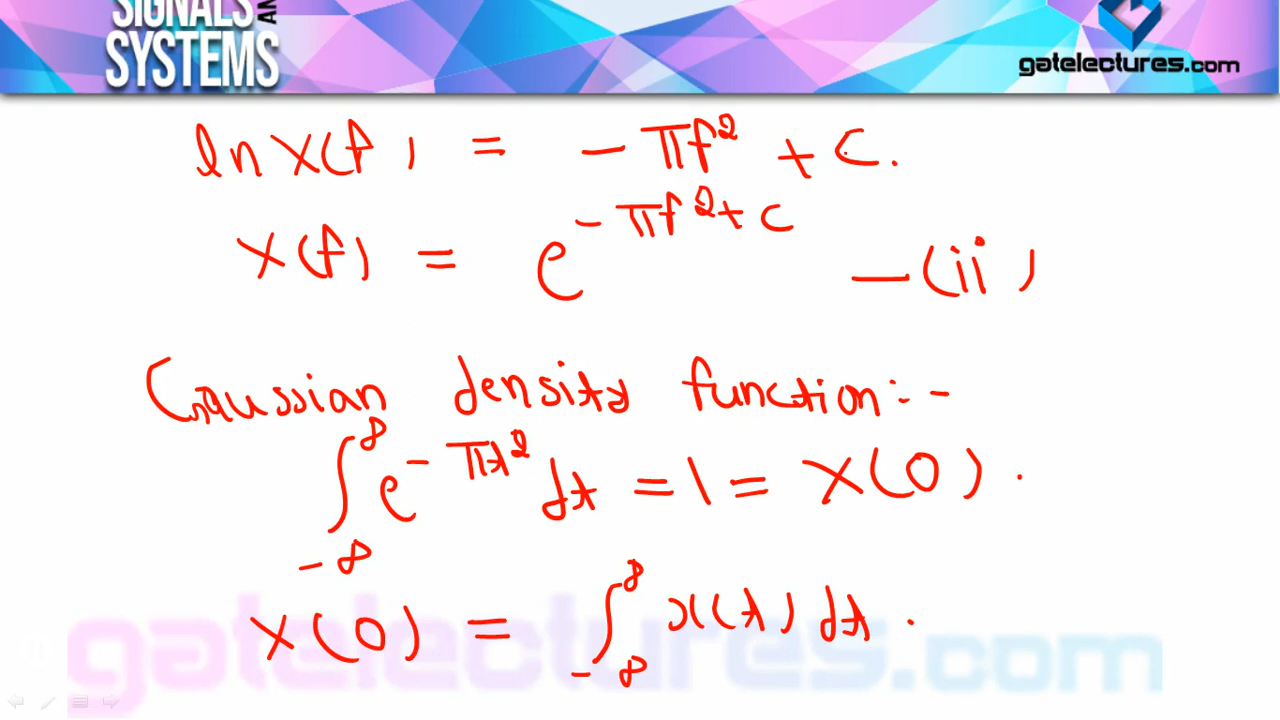 SIGNALS AN
SYSTEMS
gatelectures.com
ln X(f) = - πf² + c.
X(f) = e^{-πf²+c} -(ii)
Gaussian density function:-
∫_{-∞}^{∞} e^{-πt²} dt = 1 = X(0).
X(0) = ∫_{-∞}^{∞} x(t) dt.
gatelectures.com